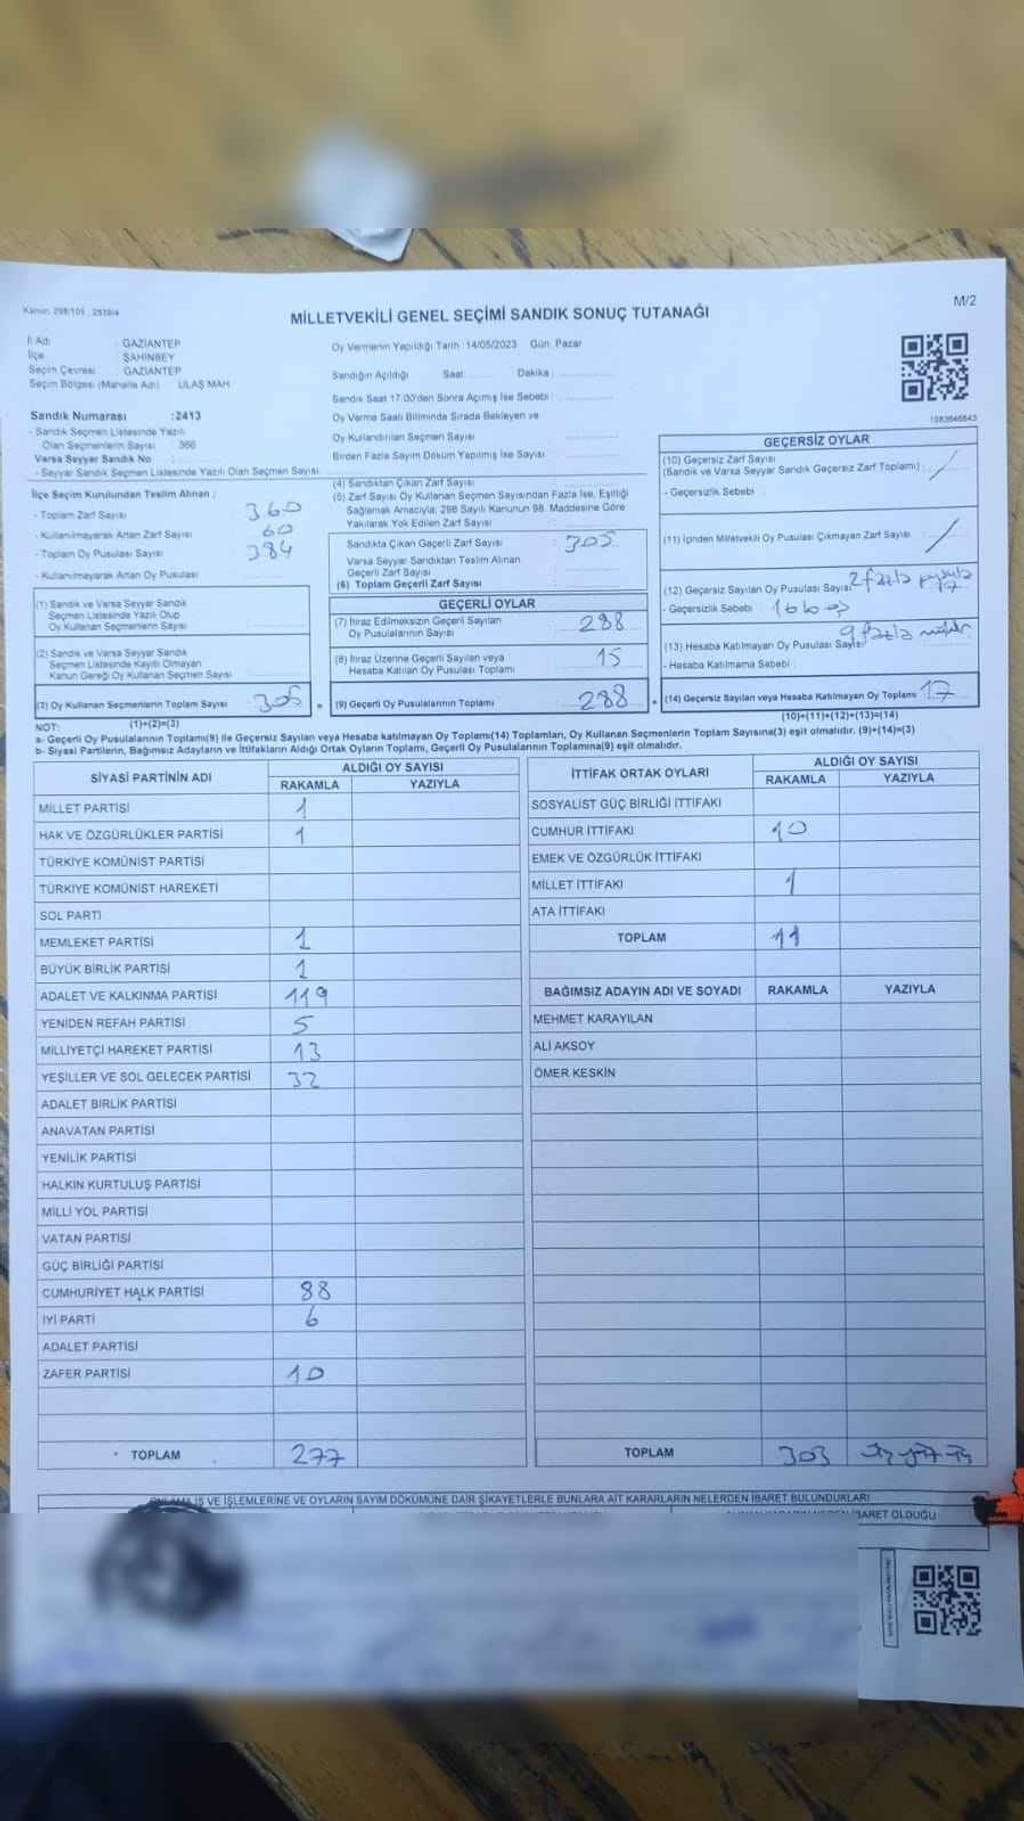 Kanun: 298/105 : 2839/4
M/2
MİLLETVEKİLİ GENEL SEÇİMİ SANDIK SONUÇ TUTANAĞI
İl Adı : GAZİANTEP
İlçe : ŞAHİNBEY
Seçim Çevresi : GAZİANTEP
Seçim Bölgesi (Mahalle Adı) : ULAŞ MAH
Sandık Numarası :2413
- Sandık Seçmen Listesinde Yazılı
Olan Seçmenlerin Sayısı : 366
Varsa Seyyar Sandık No :
- Seyyar Sandık Seçmen Listesinde Yazılı Olan Seçmen Sayısı
İlçe Seçim Kurulundan Teslim Alınan ;
- Toplam Zarf Sayısı 360
- Kullanılmayarak Artan Zarf Sayısı 60
- Toplam Oy Pusulası Sayısı 384
- Kullanılmayarak Artan Oy Pusulası
(1) Sandık ve Varsa Seyyar Sandık
Seçmen Listesinde Yazılı Olup
Oy Kullanan Seçmenlerin Sayısı
(2) Sandık ve Varsa Seyyar Sandık
Seçmen Listesinde Kayıtlı Olmayan
Kanun Gereği Oy Kullanan Seçmen Sayısı
(3) Oy Kullanan Seçmenlerin Toplam Sayısı 305 =
(1)+(2)=(3)
Oy Vermenin Yapıldığı Tarih : 14/05/2023 Gün: Pazar
Sandığın Açıldığı Saat: Dakika :
Sandık Saat 17:00'den Sonra Açılmış İse Sebebi :
Oy Verme Saati Bitiminde Sırada Bekleyen ve
Oy Kullandırılan Seçmen Sayısı
Birden Fazla Sayım Döküm Yapılmış İse Sayısı
(4) Sandıktan Çıkan Zarf Sayısı
(5) Zarf Sayısı Oy Kullanan Seçmen Sayısından Fazla İse, Eşitliği
Sağlamak Amacıyla; 298 Sayılı Kanunun 98. Maddesine Göre
Yakılarak Yok Edilen Zarf Sayısı
Sandıkta Çıkan Geçerli Zarf Sayısı : 305
Varsa Seyyar Sandıktan Teslim Alınan
Geçerli Zarf Sayısı
(6) Toplam Geçerli Zarf Sayısı
GEÇERLİ OYLAR
(7) İtiraz Edilmeksizin Geçerli Sayılan
Oy Pusulalarının Sayısı 288
(8) İtiraz Üzerine Geçerli Sayılan veya
Hesaba Katılan Oy Pusulası Toplamı 15
(9) Geçerli Oy Pusulalarının Toplamı 288 +
1983646643
GEÇERSİZ OYLAR
(10) Geçersiz Zarf Sayısı
(Sandık ve Varsa Seyyar Sandık Geçersiz Zarf Toplamı) : /
- Geçersizlik Sebebi :
(11) İçinden Milletvekili Oy Pusulası Çıkmayan Zarf Sayısı /
(12) Geçersiz Sayılan Oy Pusulası Sayısı: 2 fazla pusula
- Geçersizlik Sebebi
(13) Hesaba Katılmayan Oy Pusulası Sayısı: 9 fazla mühür
- Hesaba Katılmama Sebebi :
(14) Geçersiz Sayılan veya Hesaba Katılmayan Oy Toplamı 17
(10)+(11)+(12)+(13)=(14)
NOT:
a- Geçerli Oy Pusulalarının Toplamı(9) ile Geçersiz Sayılan veya Hesaba katılmayan Oy Toplamı(14) Toplamları, Oy Kullanan Seçmenlerin Toplam Sayısına(3) eşit olmalıdır. (9)+(14)=(3)
b- Siyasi Partilerin, Bağımsız Adayların ve İttifakların Aldığı Ortak Oyların Toplamı, Geçerli Oy Pusulalarının Toplamına(9) eşit olmalıdır.
SİYASİ PARTİNİN ADI ALDIĞI OY SAYISI
RAKAMLA YAZIYLA
MİLLET PARTİSİ 1
HAK VE ÖZGÜRLÜKLER PARTİSİ 1
TÜRKİYE KOMÜNİST PARTİSİ
TÜRKİYE KOMÜNİST HAREKETİ
SOL PARTİ
MEMLEKET PARTİSİ 1
BÜYÜK BİRLİK PARTİSİ 1
ADALET VE KALKINMA PARTİSİ 119
YENİDEN REFAH PARTİSİ 5
MİLLİYETÇİ HAREKET PARTİSİ 13
YEŞİLLER VE SOL GELECEK PARTİSİ 32
ADALET BİRLİK PARTİSİ
ANAVATAN PARTİSİ
YENİLİK PARTİSİ
HALKIN KURTULUŞ PARTİSİ
MİLLİ YOL PARTİSİ
VATAN PARTİSİ
GÜÇ BİRLİĞİ PARTİSİ
CUMHURİYET HALK PARTİSİ 88
İYİ PARTİ 6
ADALET PARTİSİ
ZAFER PARTİSİ 10
TOPLAM 277
İTTİFAK ORTAK OYLARI ALDIĞI OY SAYISI
RAKAMLA YAZIYLA
SOSYALİST GÜÇ BİRLİĞİ İTTİFAKI
CUMHUR İTTİFAKI 10
EMEK VE ÖZGÜRLÜK İTTİFAKI
MİLLET İTTİFAKI 1
ATA İTTİFAKI
TOPLAM 11
BAĞIMSIZ ADAYIN ADI VE SOYADI RAKAMLA YAZIYLA
MEHMET KARAYILAN
ALİ AKSOY
ÖMER KESKİN
TOPLAM 303 üç yüz üç
İŞ VE İŞLEMLERİNE VE OYLARIN SAYIM DÖKÜMÜNE DAİR ŞİKAYETLERLE BUNLARA AİT KARARLARIN NELERDEN İBARET BULUNDUKLARI
BARET OLDUĞU